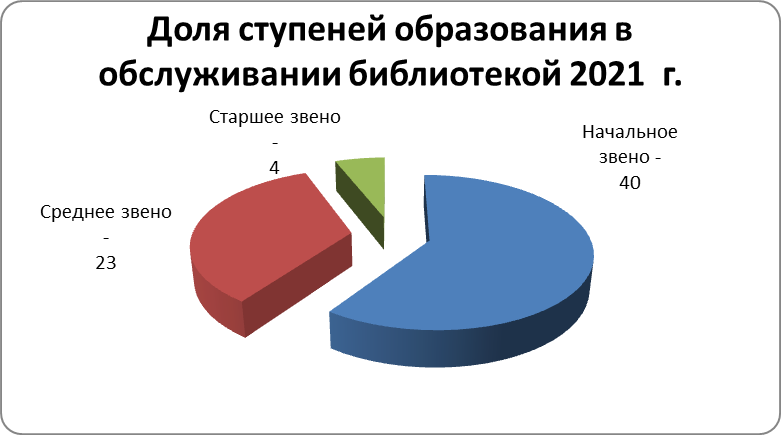 Доля ступеней образования в
обслуживании библиотекой 2021 г.
Старшее звено
-
4
Начальное
звено -
40
Среднее звено
-
23